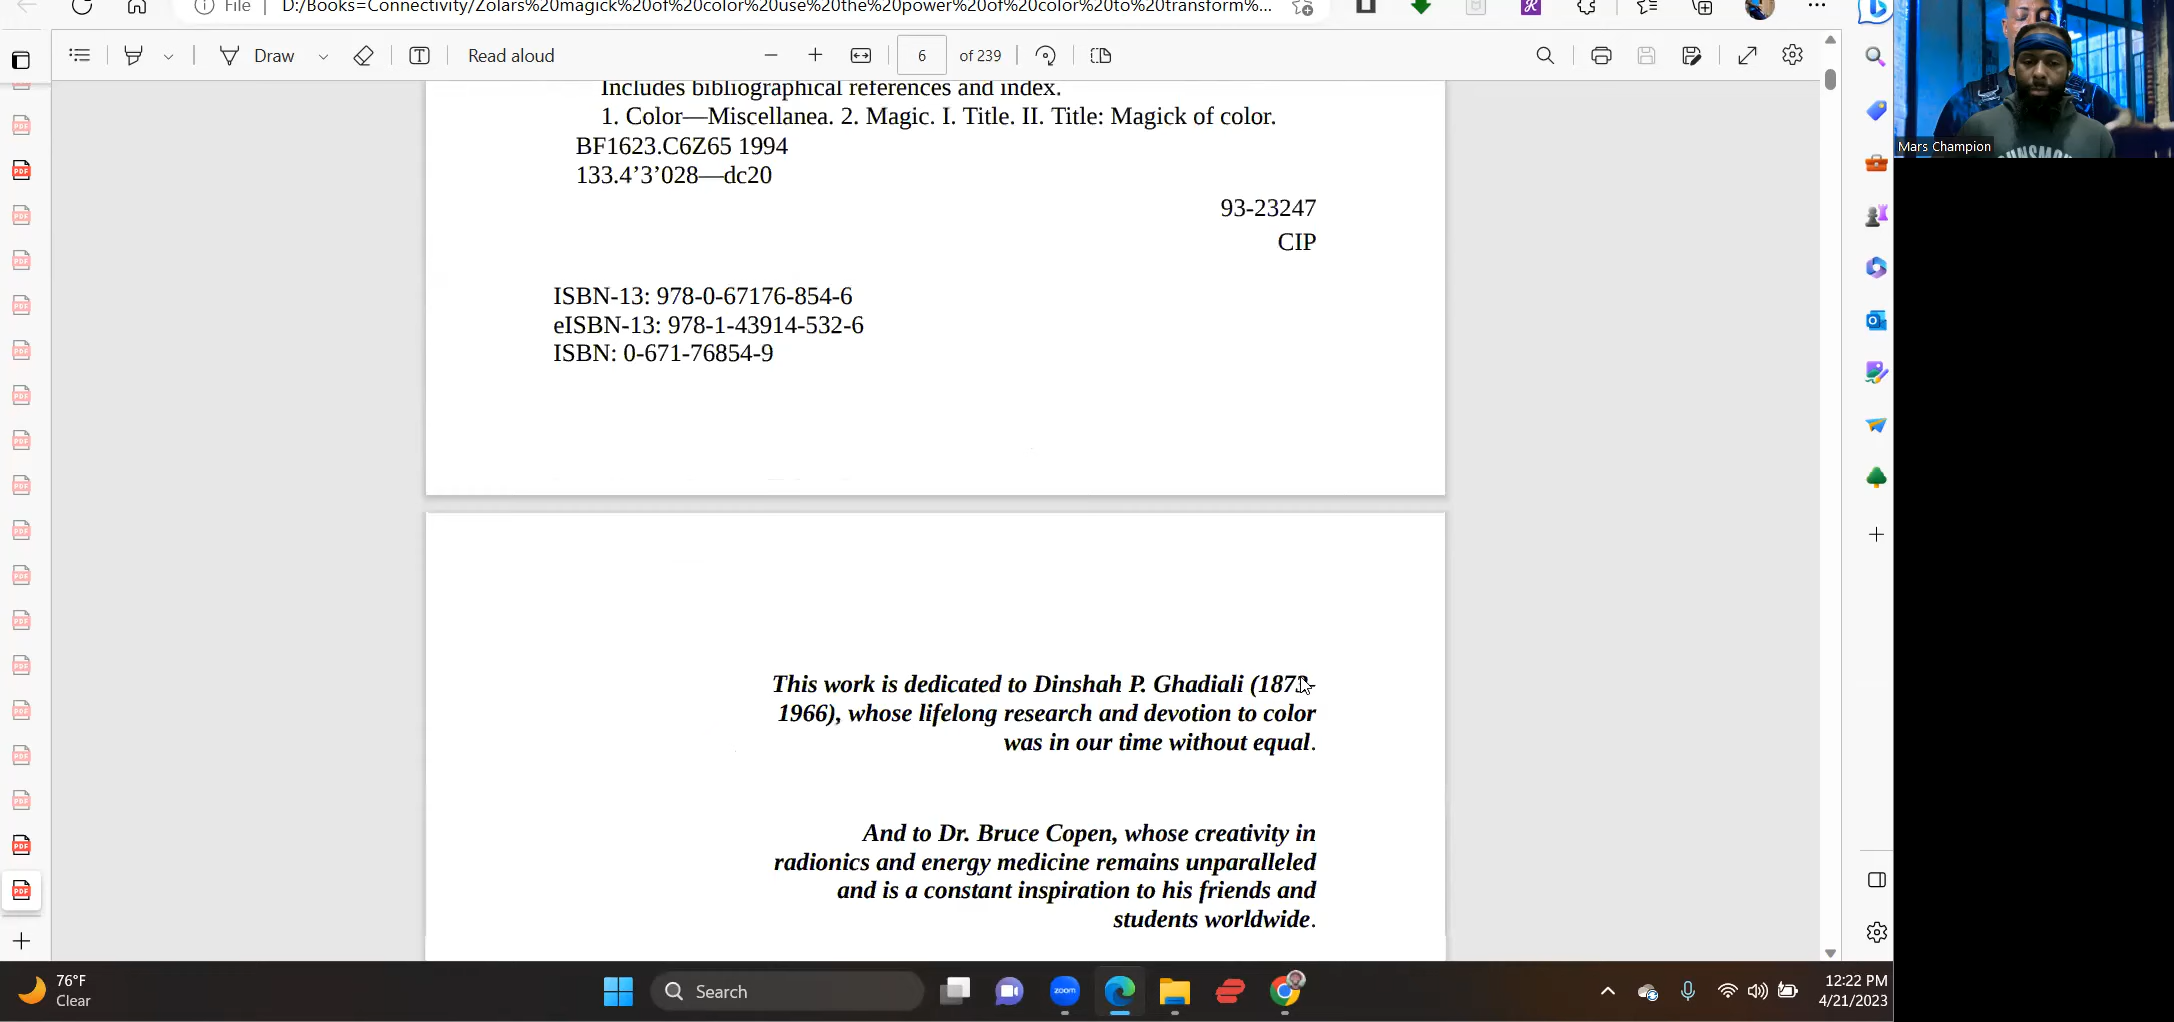 File
D:/Books=Connectivity/Zolars%20magick%20of%20color%20use%20the%20power%20of%20color%20to%20transform%...
Draw
Read aloud
6 of 239
Includes bibliographical references and index.
1. Color—Miscellanea. 2. Magic. I. Title. II. Title: Magick of color.
BF1623.C6Z65 1994
133.4’3’028—dc20
93-23247
CIP
ISBN-13: 978-0-67176-854-6
eISBN-13: 978-1-43914-532-6
ISBN: 0-671-76854-9
This work is dedicated to Dinshah P. Ghadiali
1966), whose lifelong research and devotion to color
was in our time without equal.
And to Dr. Bruce Copen, whose creativity in
radionics and energy medicine remains unparalleled
and is a constant inspiration to his friends and
students worldwide.
Mars Champion
76°F
Clear
Search
zoom
12:22 PM
4/21/2023